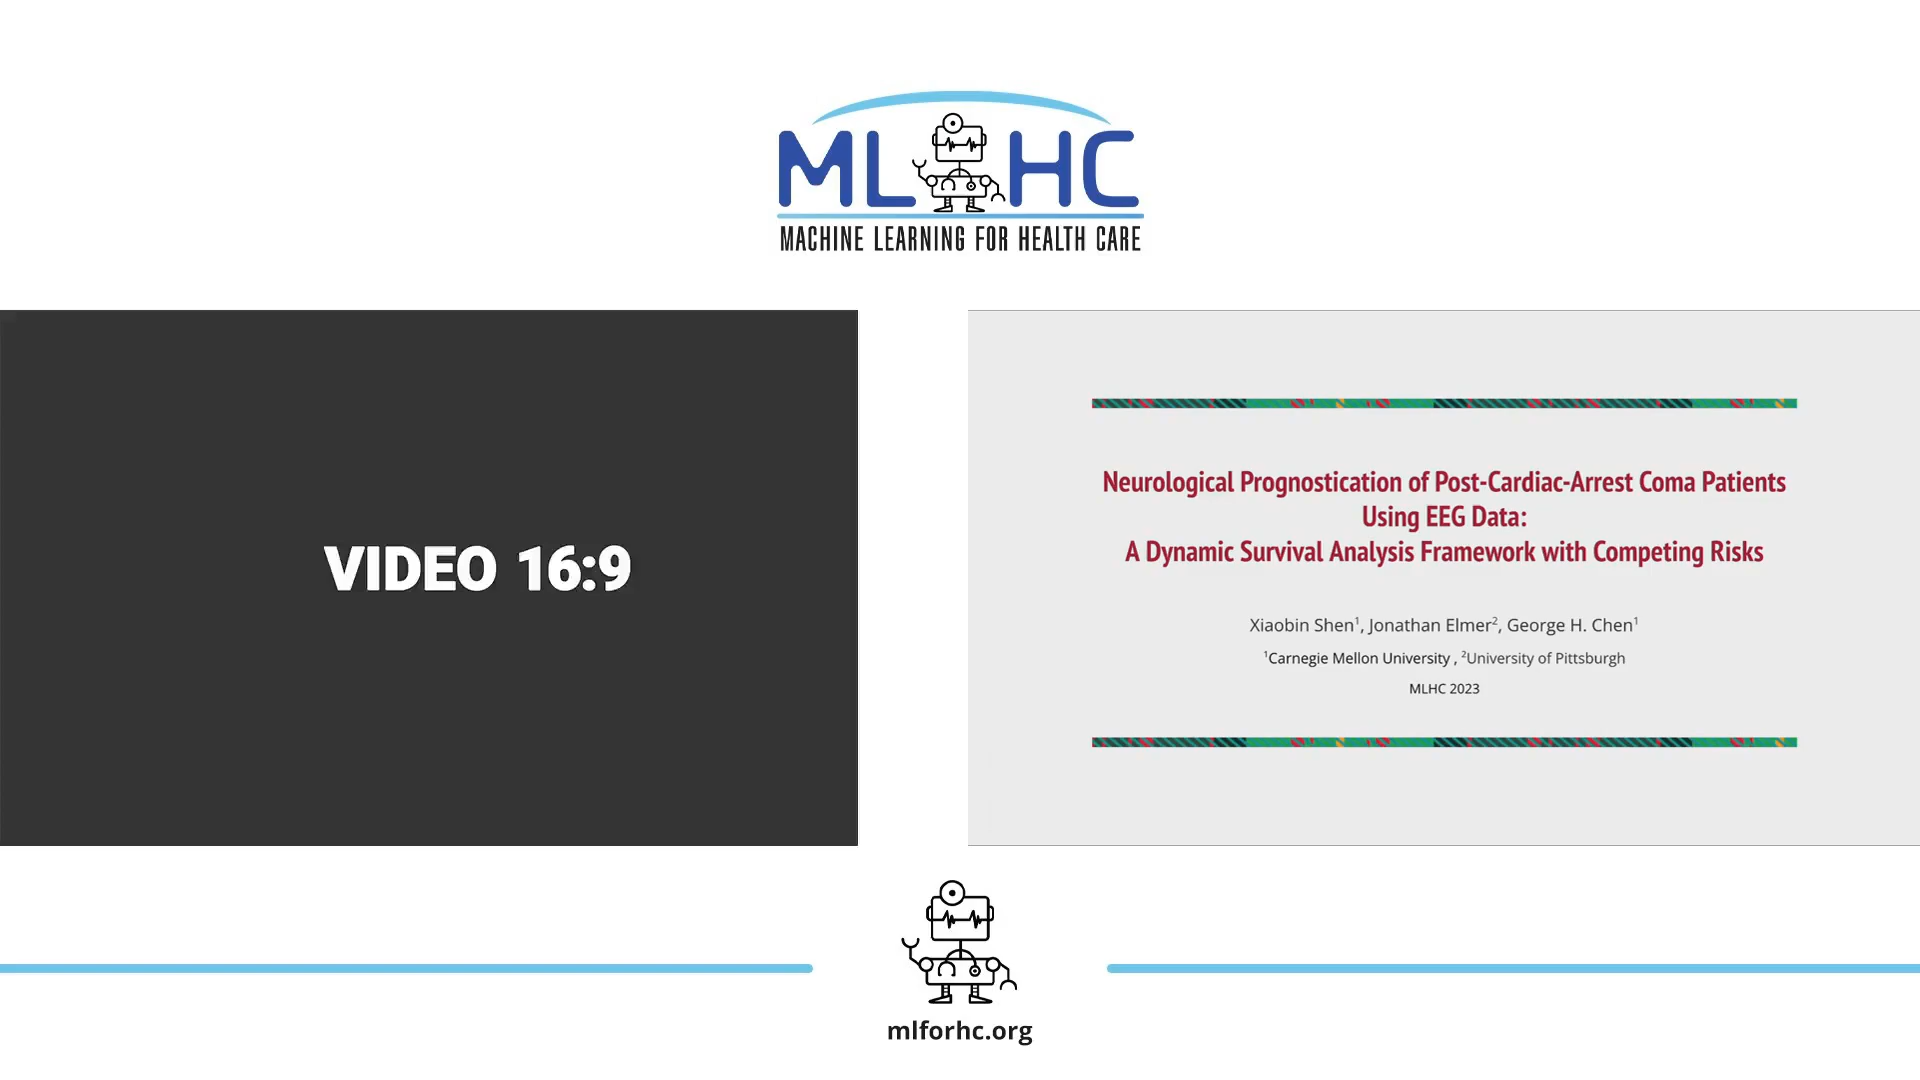 ML HC
MACHINE LEARNING FOR HEALTH CARE
VIDEO 16:9
Neurological Prognostication of Post-Cardiac-Arrest Coma Patients
Using EEG Data:
A Dynamic Survival Analysis Framework with Competing Risks
Xiaobin Shen¹, Jonathan Elmer², George H. Chen¹
¹Carnegie Mellon University , ²University of Pittsburgh
MLHC 2023
mlforhc.org